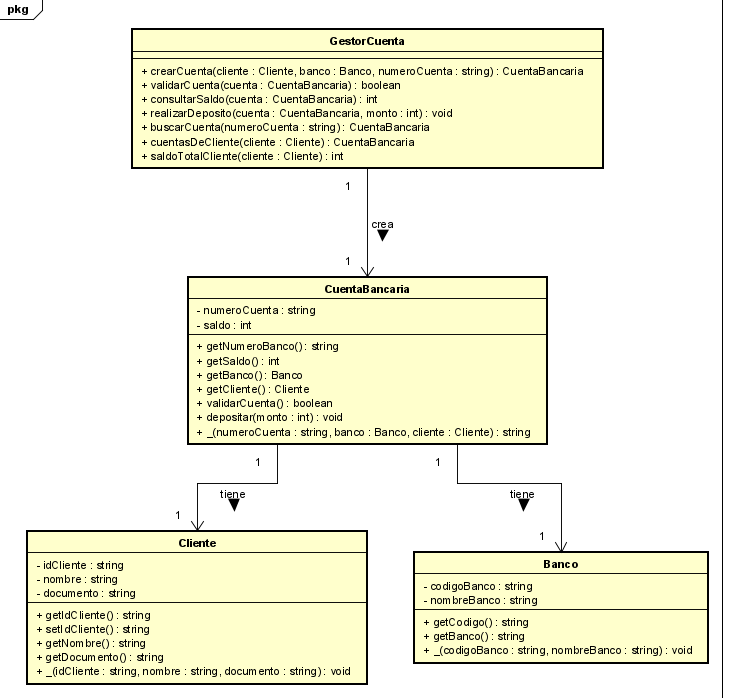 pkg
GestorCuenta
+ crearCuenta(cliente : Cliente, banco : Banco, numeroCuenta : string) : CuentaBancaria
+ validarCuenta(cuenta : CuentaBancaria) : boolean
+ consultarSaldo(cuenta : CuentaBancaria) : int
+ realizarDeposito(cuenta : CuentaBancaria, monto : int) : void
+ buscarCuenta(numeroCuenta : string) : CuentaBancaria
+ cuentasDeCliente(cliente : Cliente) : CuentaBancaria
+ saldoTotalCliente(cliente : Cliente) : int
1
crea
1
CuentaBancaria
- numeroCuenta : string
- saldo : int
+ getNumeroBanco() : string
+ getSaldo() : int
+ getBanco() : Banco
+ getCliente() : Cliente
+ validarCuenta() : boolean
+ depositar(monto : int) : void
+ _(numeroCuenta : string, banco : Banco, cliente : Cliente) : string
1
1
tiene
tiene
1
1
Cliente
- idCliente : string
- nombre : string
- documento : string
+ getIdCliente() : string
+ setIdCliente() : string
+ getNombre() : string
+ getDocumento() : string
+ _(idCliente : string, nombre : string, documento : string) : void
Banco
- codigoBanco : string
- nombreBanco : string
+ getCodigo() : string
+ getBanco() : string
+ _(codigoBanco : string, nombreBanco : string) : void